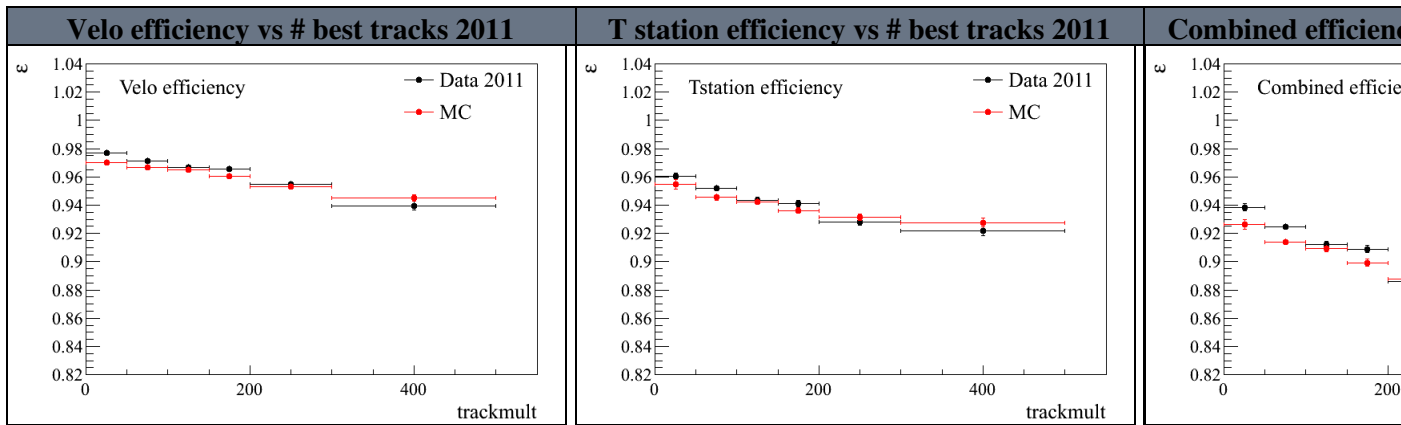 Velo efficiency vs # best tracks 2011
ε
1.04
1.02
1
0.98
0.96
0.94
0.92
0.9
0.88
0.86
0.84
0.82
Velo efficiency
Data 2011
MC
0
200
400
trackmult
T station efficiency vs # best tracks 2011
ε
1.04
1.02
1
0.98
0.96
0.94
0.92
0.9
0.88
0.86
0.84
0.82
Tstation efficiency
Data 2011
MC
0
200
400
trackmult
Combined efficienc
ε
1.04
1.02
1
0.98
0.96
0.94
0.92
0.9
0.88
0.86
0.84
0.82
Combined efficie
0
200